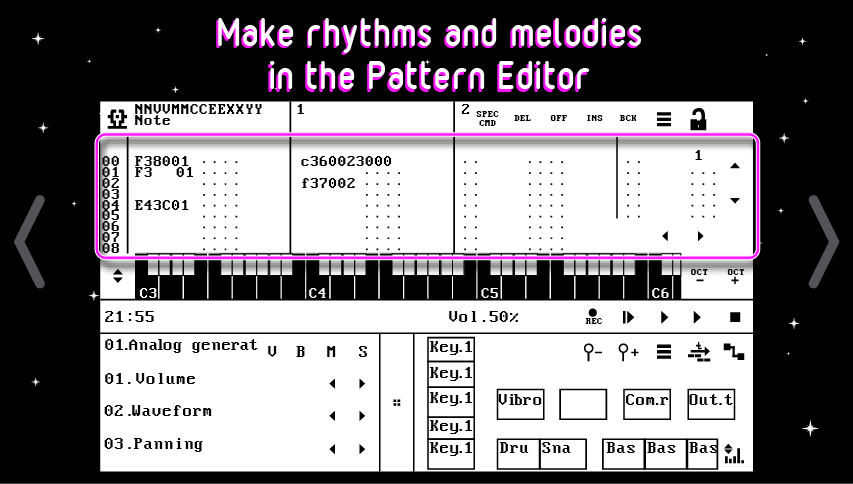 Make rhythms and melodies
in the Pattern Editor
NNVVMMCCEEXXYY 1 2 SPEC CMD DEL OFF INS BCK
Note
1
00 F38001 c360023000
01 F3 01
02 f37002
03
04 E43C01
05
06
07
08
C3 C4 C5 C6 OCT − OCT +
21:55 Vol.50% REC
01.Analog generat V B M S Key.1
01.Volume Key.1
02.Waveform Key.1 Vibro Com.r Out.t
Key.1
03.Panning Key.1 Dru Sna Bas Bas Bas